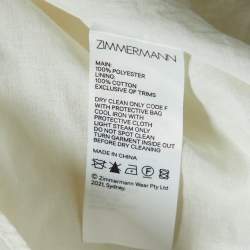 ZIMMERMANN
MAIN:
100% POLYESTER
LINING:
100% COTTON
EXCLUSIVE OF TRIMS
DRY CLEAN ONLY CODE F
WITH PROTECTIVE BAG
COOL IRON WITH
PROTECTIVE CLOTH
LIGHT STEAM ONLY
DO NOT SPOT CLEAN
TURN GARMENT INSIDE OUT
BEFORE DRY CLEANING
MADE IN CHINA
© Zimmermann Wear Pty Ltd
2021, Sydney.